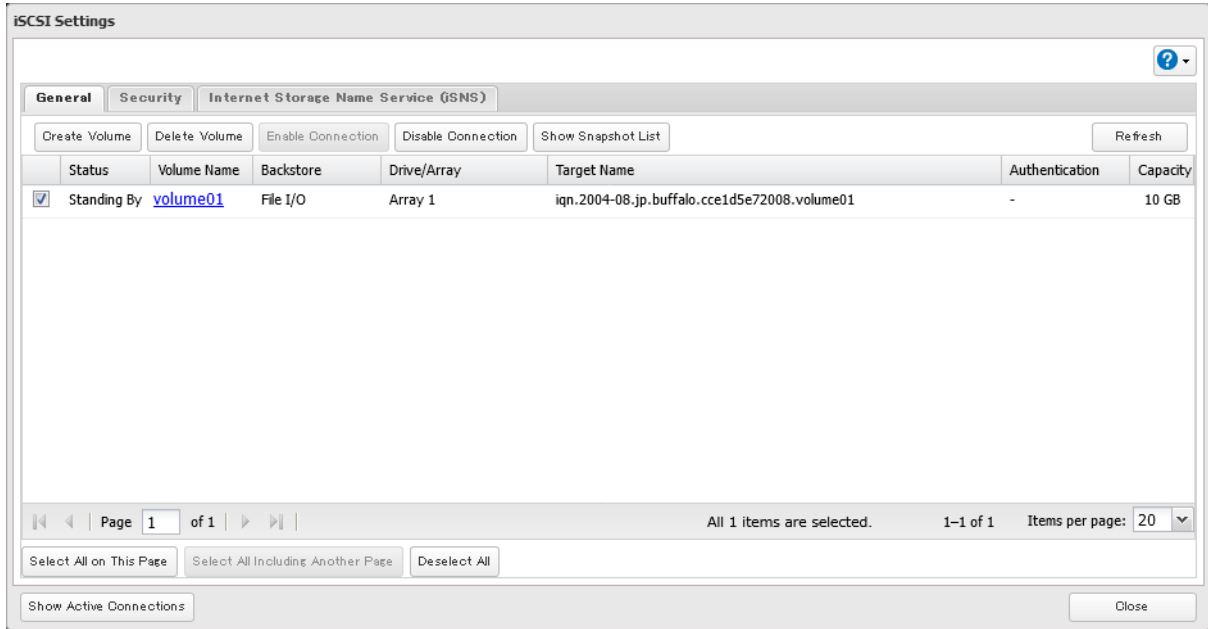 iSCSI Settings
?
General Security Internet Storage Name Service (iSNS)
Create Volume Delete Volume Enable Connection Disable Connection Show Snapshot List Refresh
Status Volume Name Backstore Drive/Array Target Name Authentication Capacity
Standing By volume01 File I/O Array 1 iqn.2004-08.jp.buffalo.cce1d5e72008.volume01 - 10 GB
Page 1 of 1 All 1 items are selected. 1–1 of 1 Items per page: 20
Select All on This Page Select All Including Another Page Deselect All
Show Active Connections Close